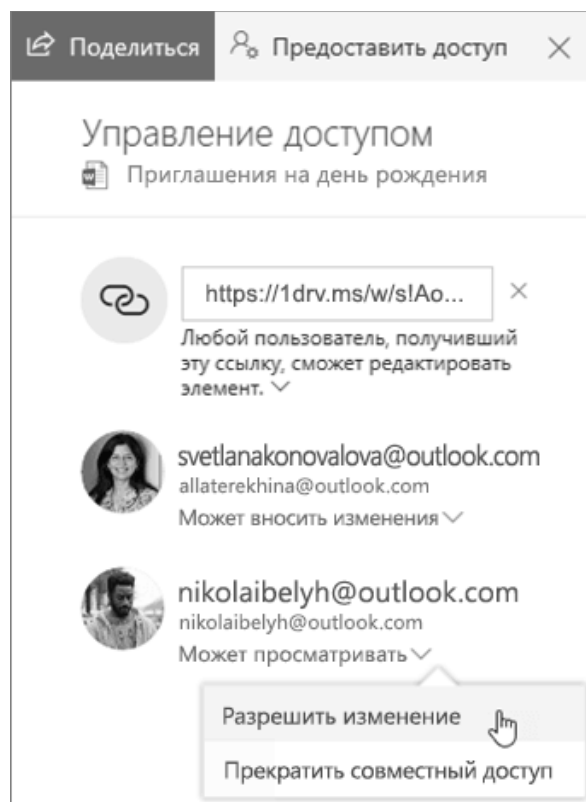 Поделиться Предоставить доступ
Управление доступом
Приглашения на день рождения
https://1drv.ms/w/s!Ao...
Любой пользователь, получивший
эту ссылку, сможет редактировать
элемент.
svetlanakonovalova@outlook.com
allaterekhina@outlook.com
Может вносить изменения
nikolaibelyh@outlook.com
nikolaibelyh@outlook.com
Может просматривать
Разрешить изменение
Прекратить совместный доступ